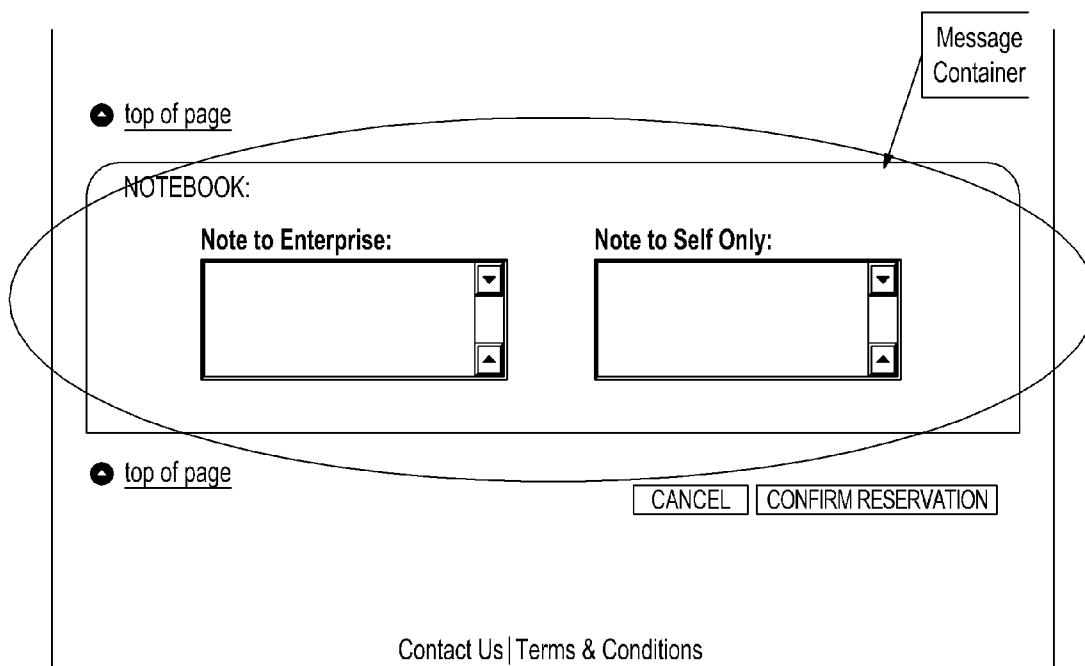 Message
Container
top of page
NOTEBOOK:
Note to Enterprise:
Note to Self Only:
top of page
CANCEL
CONFIRM RESERVATION
Contact Us|Terms & Conditions